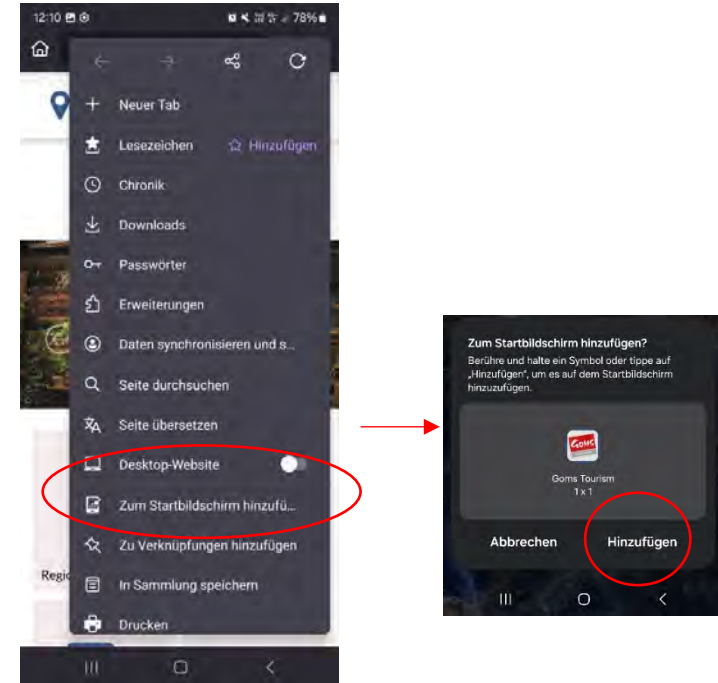 12:10
78%
Neuer Tab
Lesezeichen
Hinzufügen
Chronik
Downloads
Passwörter
Erweiterungen
Daten synchronisieren und s...
Seite durchsuchen
Seite übersetzen
Desktop-Website
Zum Startbildschirm hinzufü...
Zu Verknüpfungen hinzufügen
In Sammlung speichern
Drucken
Regio
Zum Startbildschirm hinzufügen?
Berühre und halte ein Symbol oder tippe auf
„Hinzufügen“, um es auf dem Startbildschirm
hinzuzufügen.
Goms
Goms Tourism
1 x 1
Abbrechen
Hinzufügen